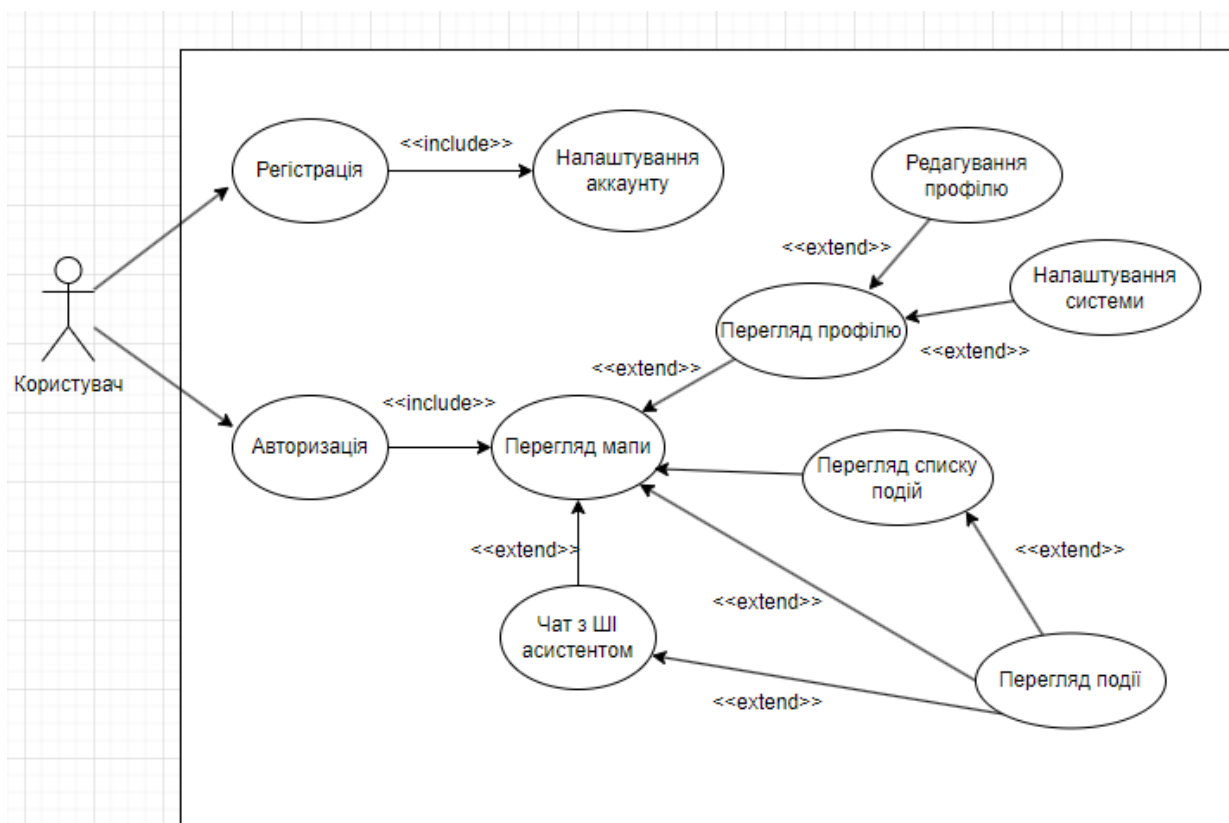 <<include>>
Регістрація
Налаштування
аккаунту
Редагування
профілю
<<extend>>
Налаштування
системи
Перегляд профілю
<<extend>>
<<extend>>
Користувач
<<include>>
Авторизація
Перегляд мапи
Перегляд списку
подій
<<extend>>
<<extend>>
<<extend>>
Чат з ШІ
асистентом
Перегляд події
<<extend>>